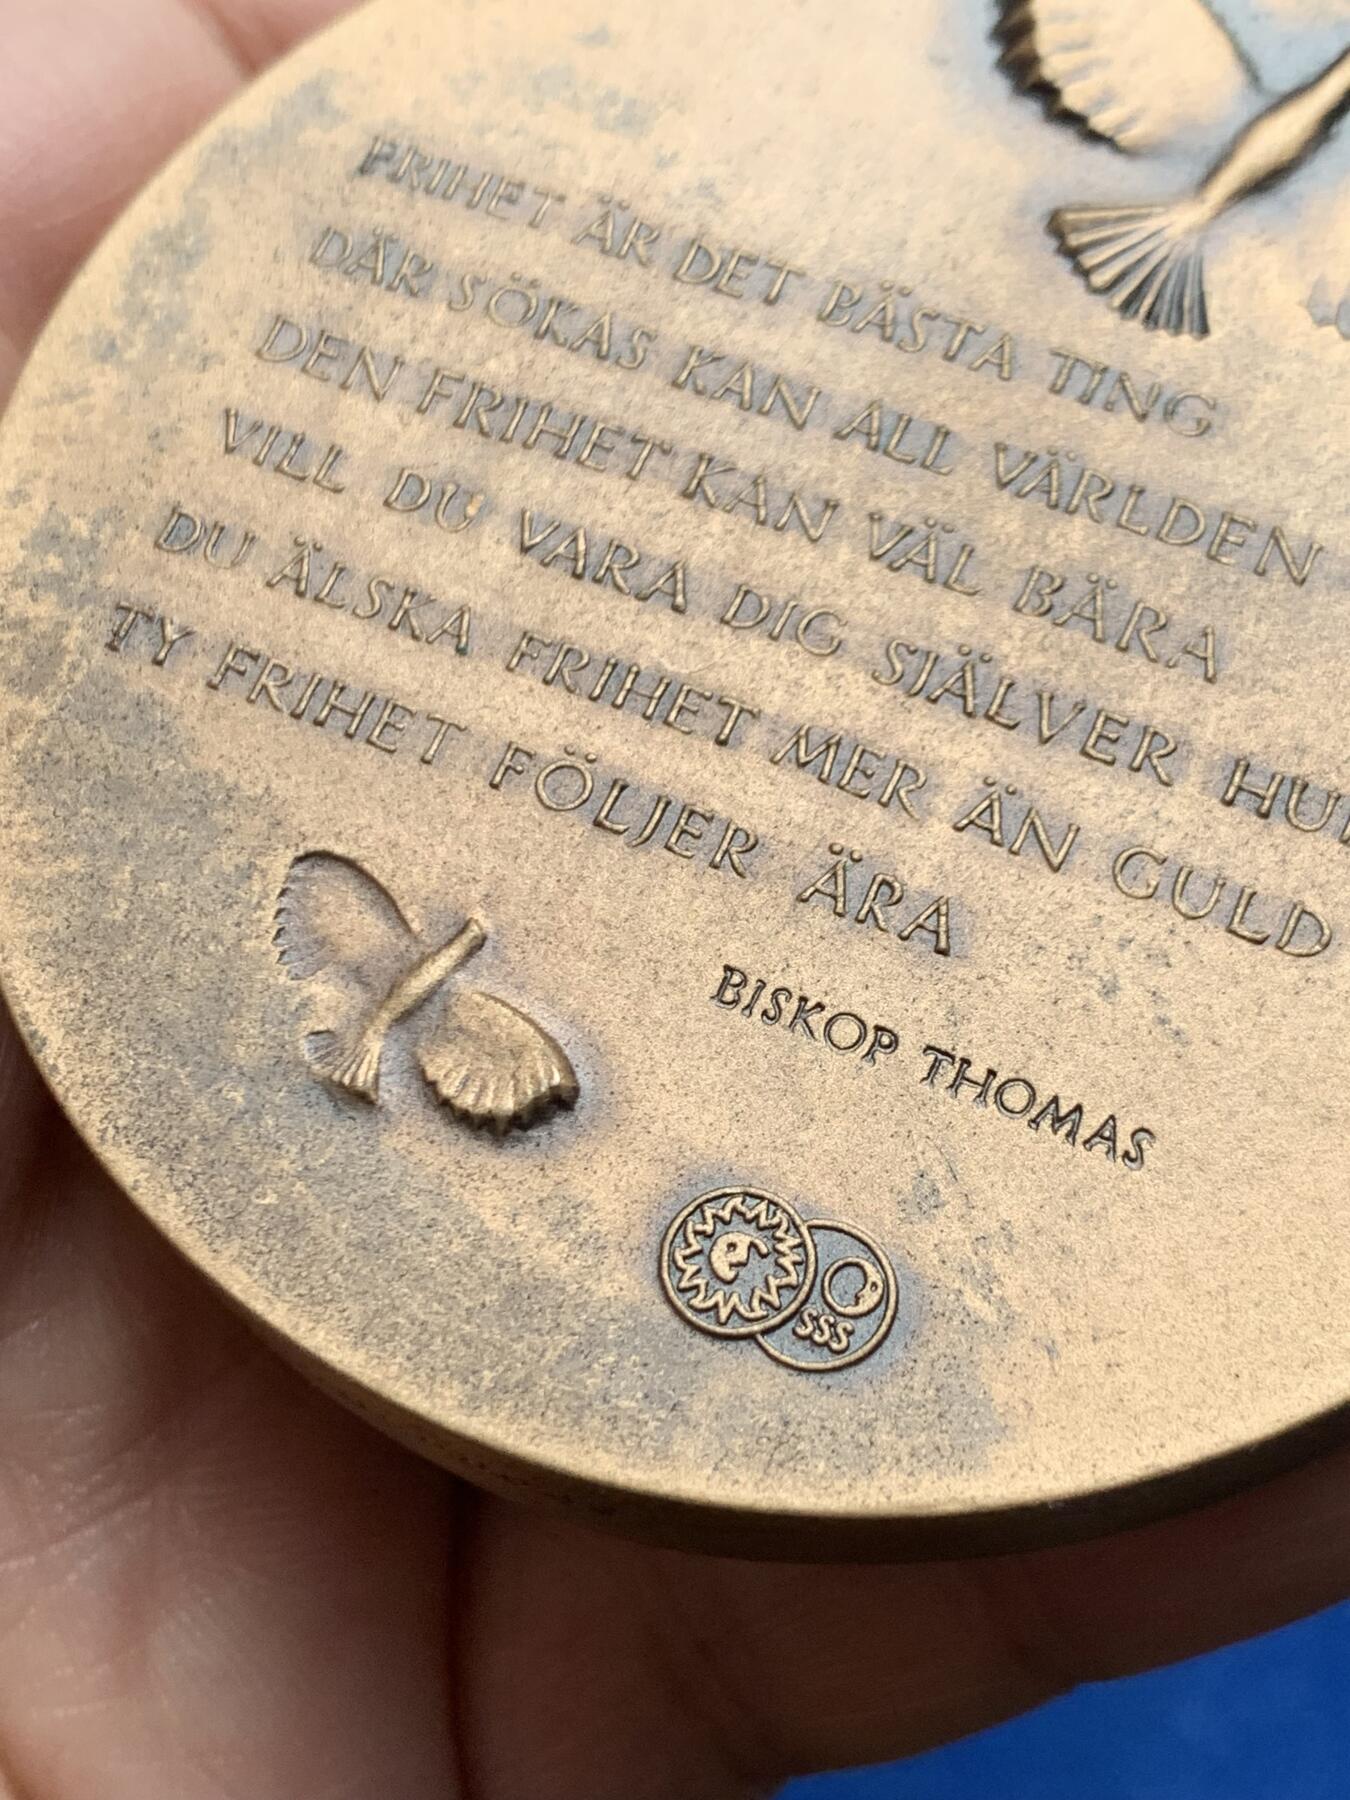 FRIHET ÄR DET BÄSTA TING
DÄR SÖKAS KAN ALL VÄRLDEN
DEN FRIHET KAN VÄL BÄRA
VILL DU VARA DIG SJÄLVER
DU ÄLSKA FRIHET MER ÄN GULD
TY FRIHET FÖLJER ÄRA
BISKOP THOMAS
SSS